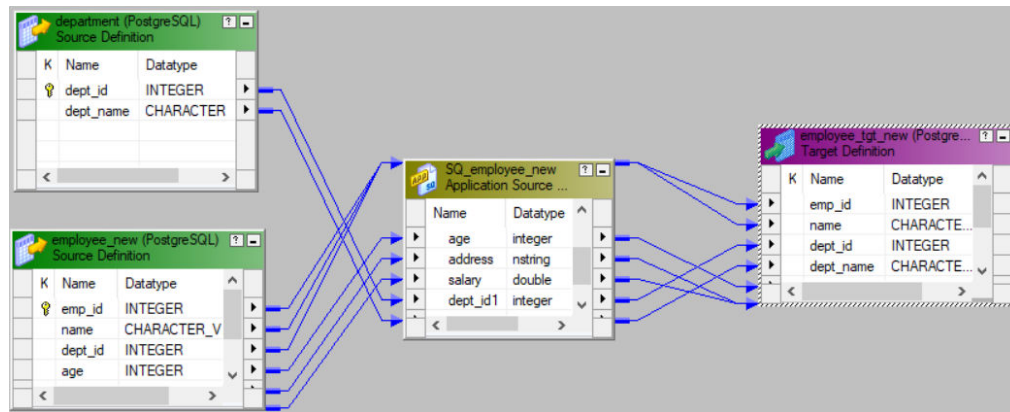 department (PostgreSQL)
Source Definition
K Name Datatype
dept_id INTEGER
dept_name CHARACTER
employee_new (PostgreSQL)
Source Definition
K Name Datatype
emp_id INTEGER
name CHARACTER_V
dept_id INTEGER
age INTEGER
SQ_employee_new
Application Source ...
Name Datatype
age integer
address nstring
salary double
dept_id1 integer
employee_tgt_new (Postgre...
Target Definition
K Name Datatype
emp_id INTEGER
name CHARACTE...
dept_id INTEGER
dept_name CHARACTE...